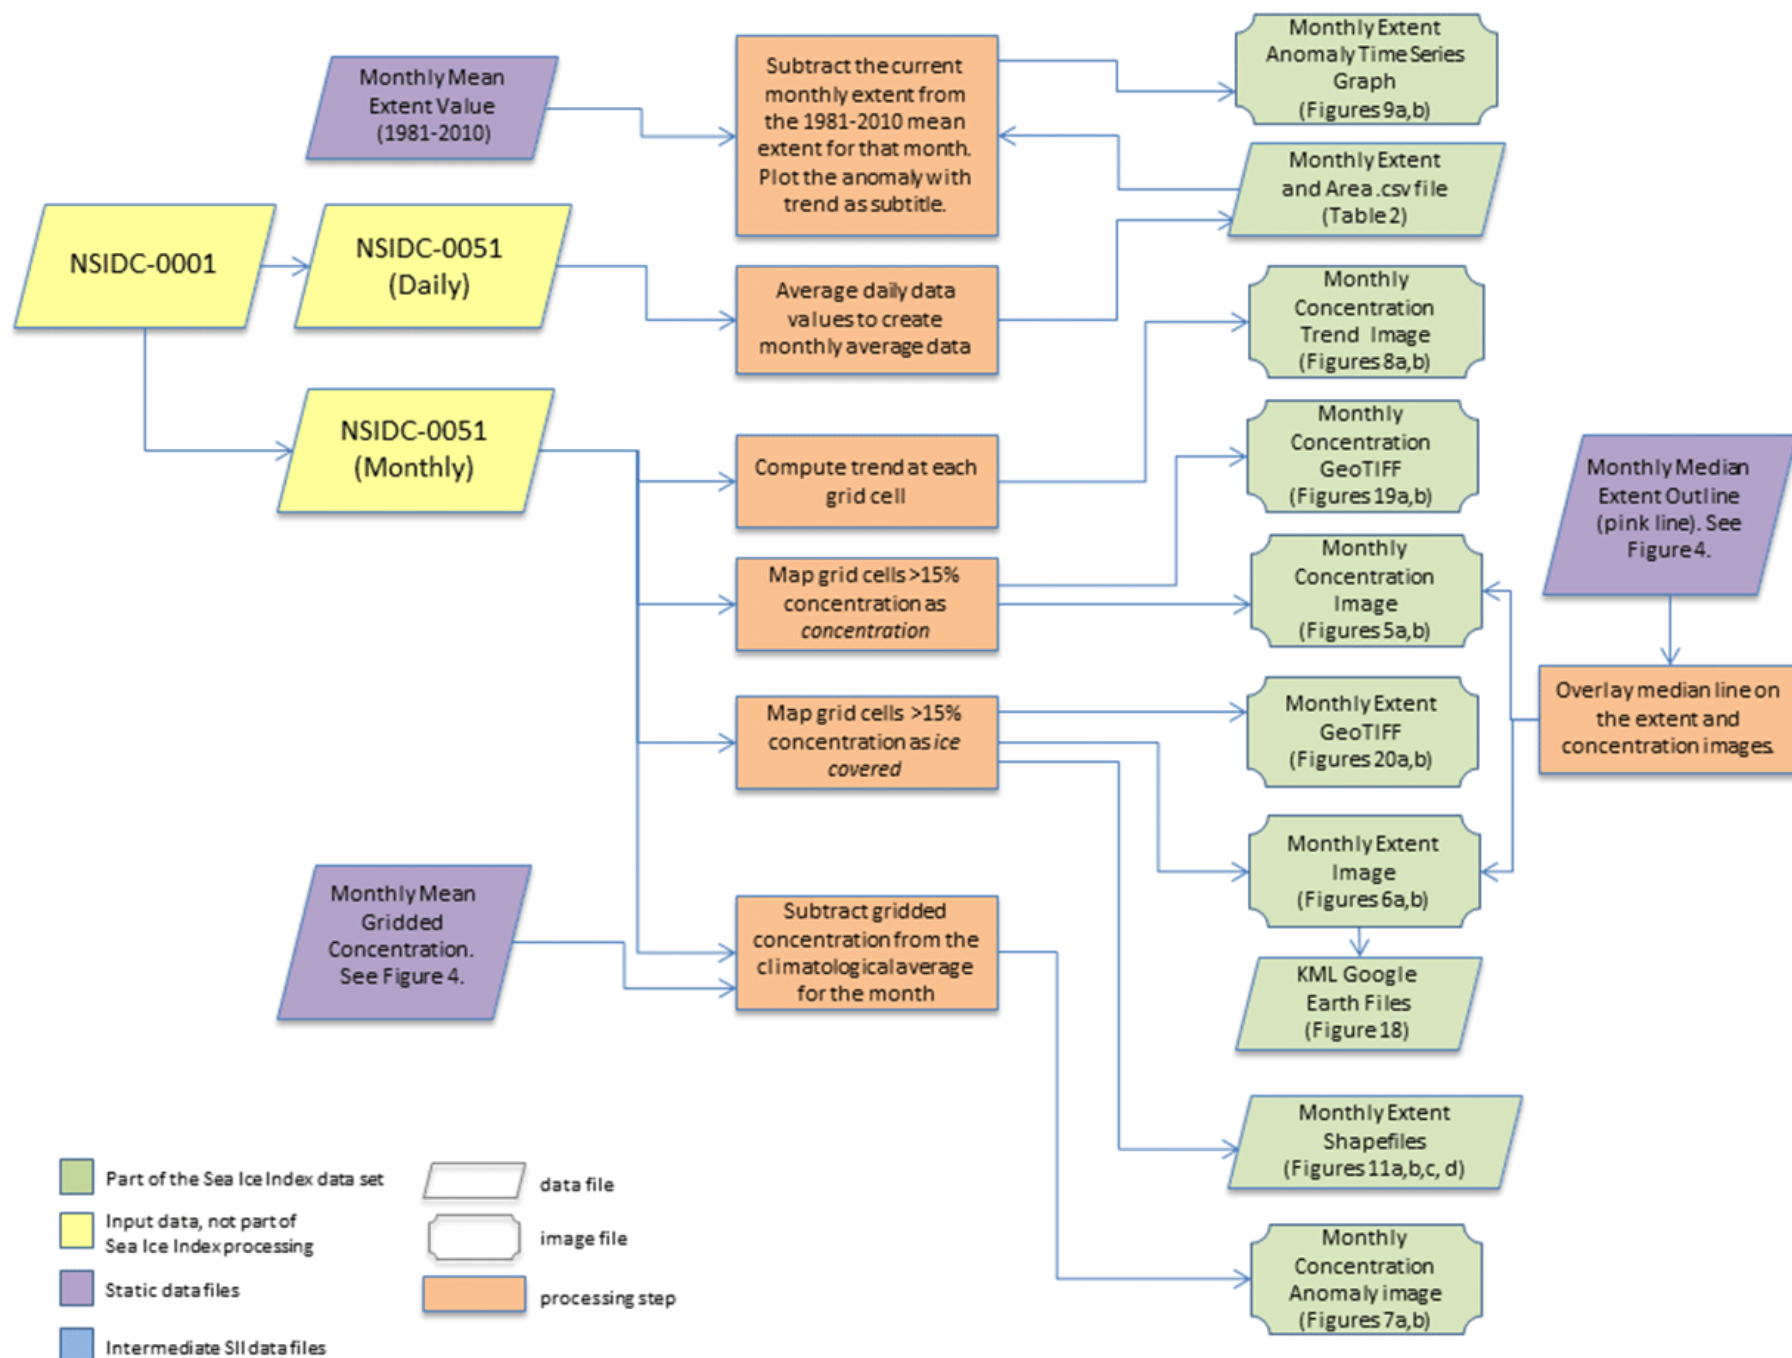 Monthly Mean
Extent Value
(1981-2010)
Subtract the current
monthly extent from
the 1981-2010 mean
extent for that month.
Plot the anomaly with
trend as subtitle.
Monthly Extent
Anomaly Time Series
Graph
(Figures 9a,b)
Monthly Extent
and Area .csv file
(Table 2)
NSIDC-0001
NSIDC-0051
(Daily)
Average daily data
values to create
monthly average data
Monthly
Concentration
Trend Image
(Figures 8a,b)
NSIDC-0051
(Monthly)
Compute trend at each
grid cell
Monthly
Concentration
GeoTIFF
(Figures 19a,b)
Monthly Median
Extent Outline
(pink line). See
Figure 4.
Map grid cells >15%
concentration as
concentration
Monthly
Concentration
Image
(Figures 5a,b)
Map grid cells >15%
concentration as ice
covered
Monthly Extent
GeoTIFF
(Figures 20a,b)
Overlay median line on
the extent and
concentration images.
Monthly Extent
Image
(Figures 6a,b)
Monthly Mean
Gridded
Concentration.
See Figure 4.
Subtract gridded
concentration from the
climatological average
for the month
KML Google
Earth Files
(Figure 18)
Monthly Extent
Shapefiles
(Figures 11a,b,c, d)
Monthly
Concentration
Anomaly image
(Figures 7a,b)
Part of the Sea Ice Index data set
Input data, not part of
Sea Ice Index processing
Static data files
Intermediate SII data files
data file
image file
processing step